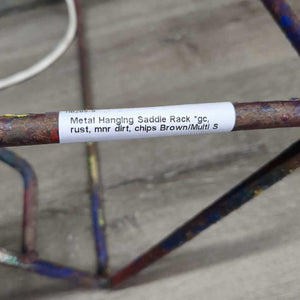 Metal Hanging Saddle Rack *gc,
rust, mnr dirt, chips Brown/Multi S